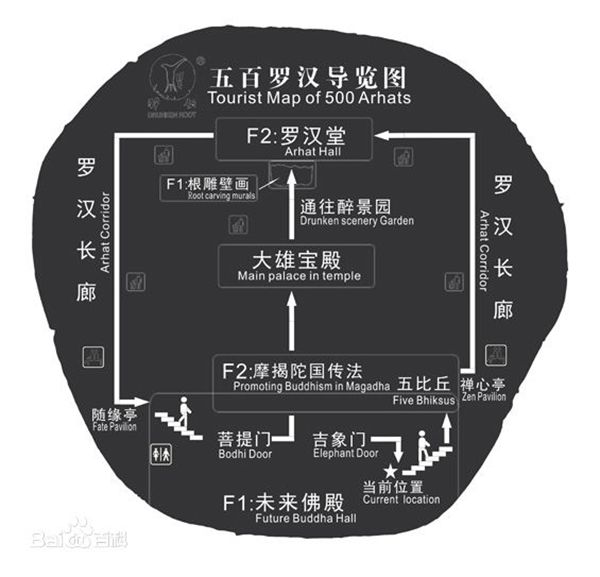 五百罗汉导览图
Tourist Map of 500 Arhats
DRUNKEN ROOT
®
F2:罗汉堂
Arhat Hall
F1:根雕壁画
Root carving murals
通往醉景园
Drunken scenery Garden
罗汉长廊
Arhat Corridor
罗汉长廊
Arhat Corridor
大雄宝殿
Main palace in temple
F2:摩揭陀国传法
Promoting Buddhism in Magadha
五比丘
Five Bhiksus
禅心亭
Zen Pavilion
随缘亭
Fate Pavilion
菩提门
Bodhi Door
吉象门
Elephant Door
当前位置
Current location
F1:未来佛殿
Future Buddha Hall
Baidu百科